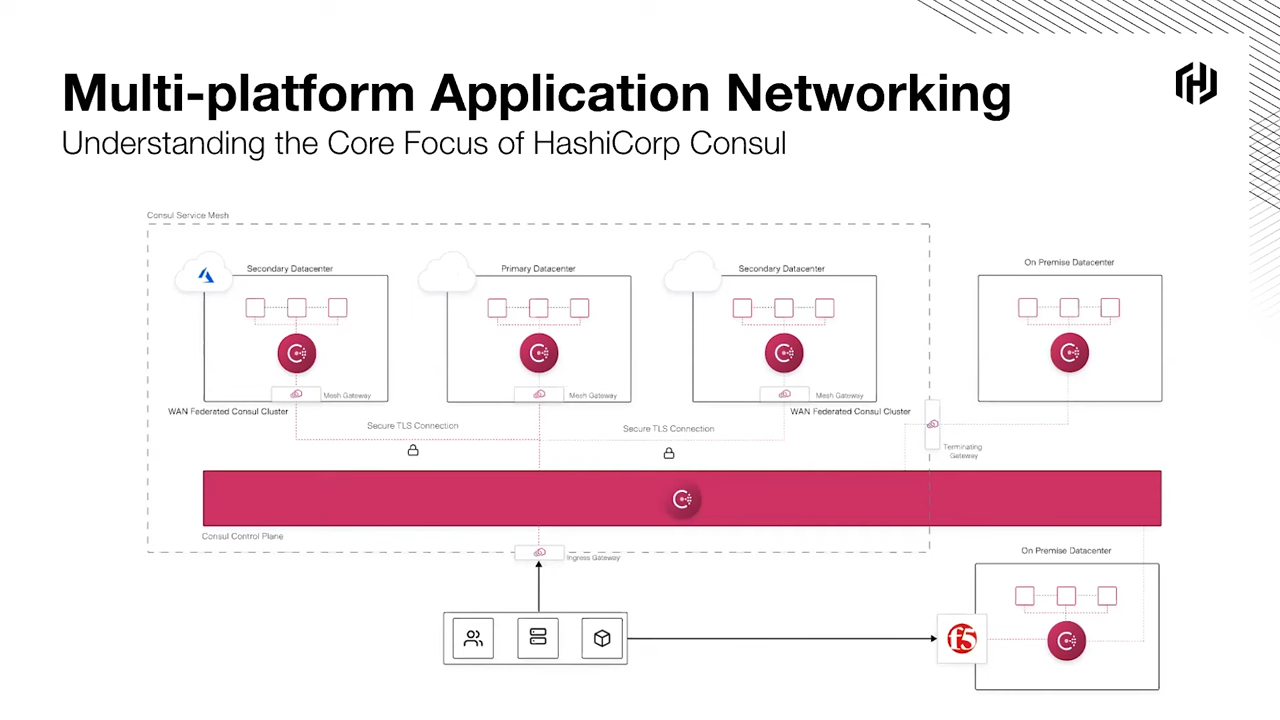 Multi-platform Application Networking
Understanding the Core Focus of HashiCorp Consul
Consul Service Mesh
Secondary Datacenter
Primary Datacenter
Secondary Datacenter
On Premise Datacenter
Mesh Gateway
Mesh Gateway
Mesh Gateway
WAN Federated Consul Cluster
WAN Federated Consul Cluster
Secure TLS Connection
Secure TLS Connection
Terminating
Gateway
Consul Control Plane
Ingress Gateway
On Premise Datacenter
f5